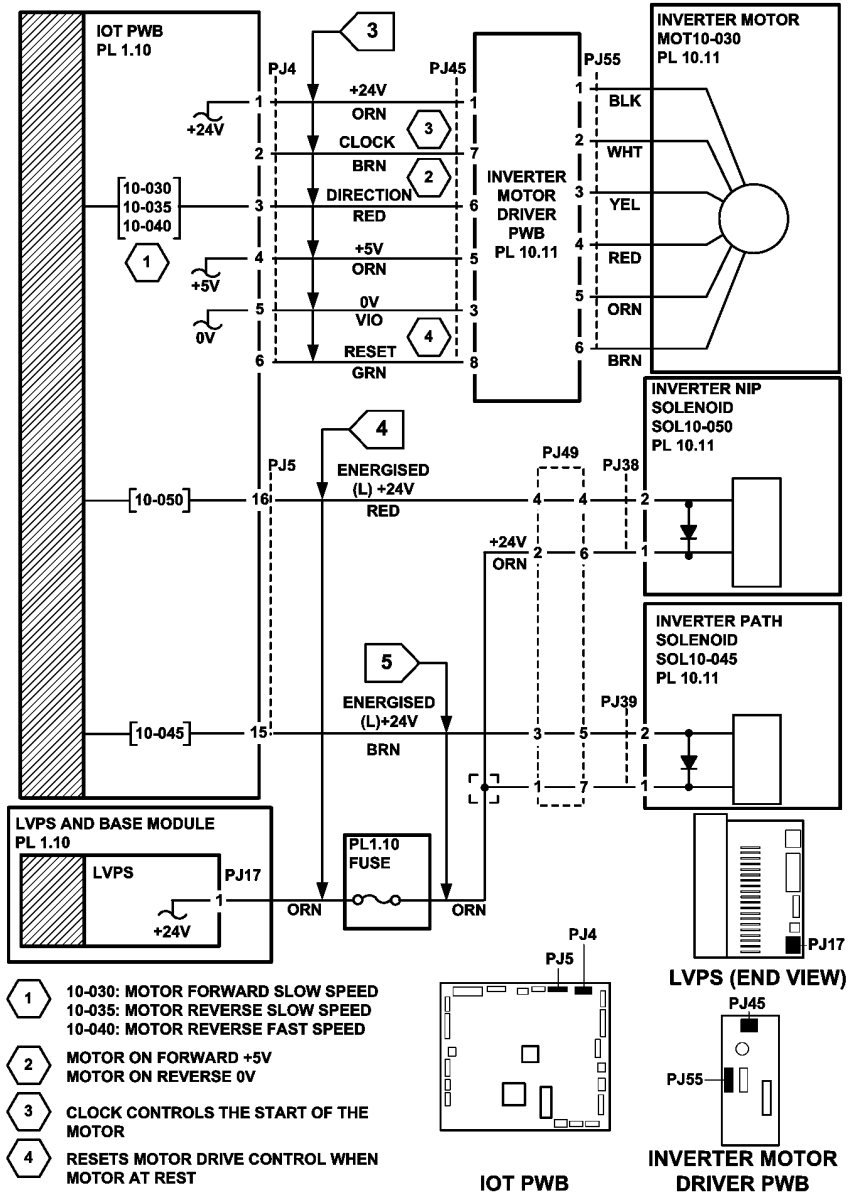 IOT PWB
PL 1.10
3
INVERTER MOTOR
MOT10-030
PL 10.11
PJ4
PJ45
PJ55
+24V
1
+24V
ORN
1
1
BLK
3
2
CLOCK
BRN
7
2
WHT
2
10-030
10-035
10-040
3
DIRECTION
RED
6
INVERTER
MOTOR
DRIVER
PWB
PL 10.11
3
YEL
1
+5V
4
+5V
ORN
5
4
RED
0V
5
0V
VIO
3
5
ORN
4
6
RESET
GRN
8
6
BRN
INVERTER NIP
SOLENOID
SOL10-050
PL 10.11
4
PJ5
ENERGISED
(L) +24V
RED
PJ49
PJ38
10-050
16
4
4
2
+24V
ORN
2
6
1
INVERTER PATH
SOLENOID
SOL10-045
PL 10.11
5
ENERGISED
(L)+24V
BRN
PJ39
10-045
15
3
5
2
1
7
1
LVPS AND BASE MODULE
PL 1.10
LVPS
PJ17
+24V
1
ORN
PL1.10
FUSE
ORN
PJ17
LVPS (END VIEW)
PJ4
PJ5
IOT PWB
PJ45
PJ55
INVERTER MOTOR
DRIVER PWB
1
10-030: MOTOR FORWARD SLOW SPEED
10-035: MOTOR REVERSE SLOW SPEED
10-040: MOTOR REVERSE FAST SPEED
2
MOTOR ON FORWARD +5V
MOTOR ON REVERSE 0V
3
CLOCK CONTROLS THE START OF THE
MOTOR
4
RESETS MOTOR DRIVE CONTROL WHEN
MOTOR AT REST